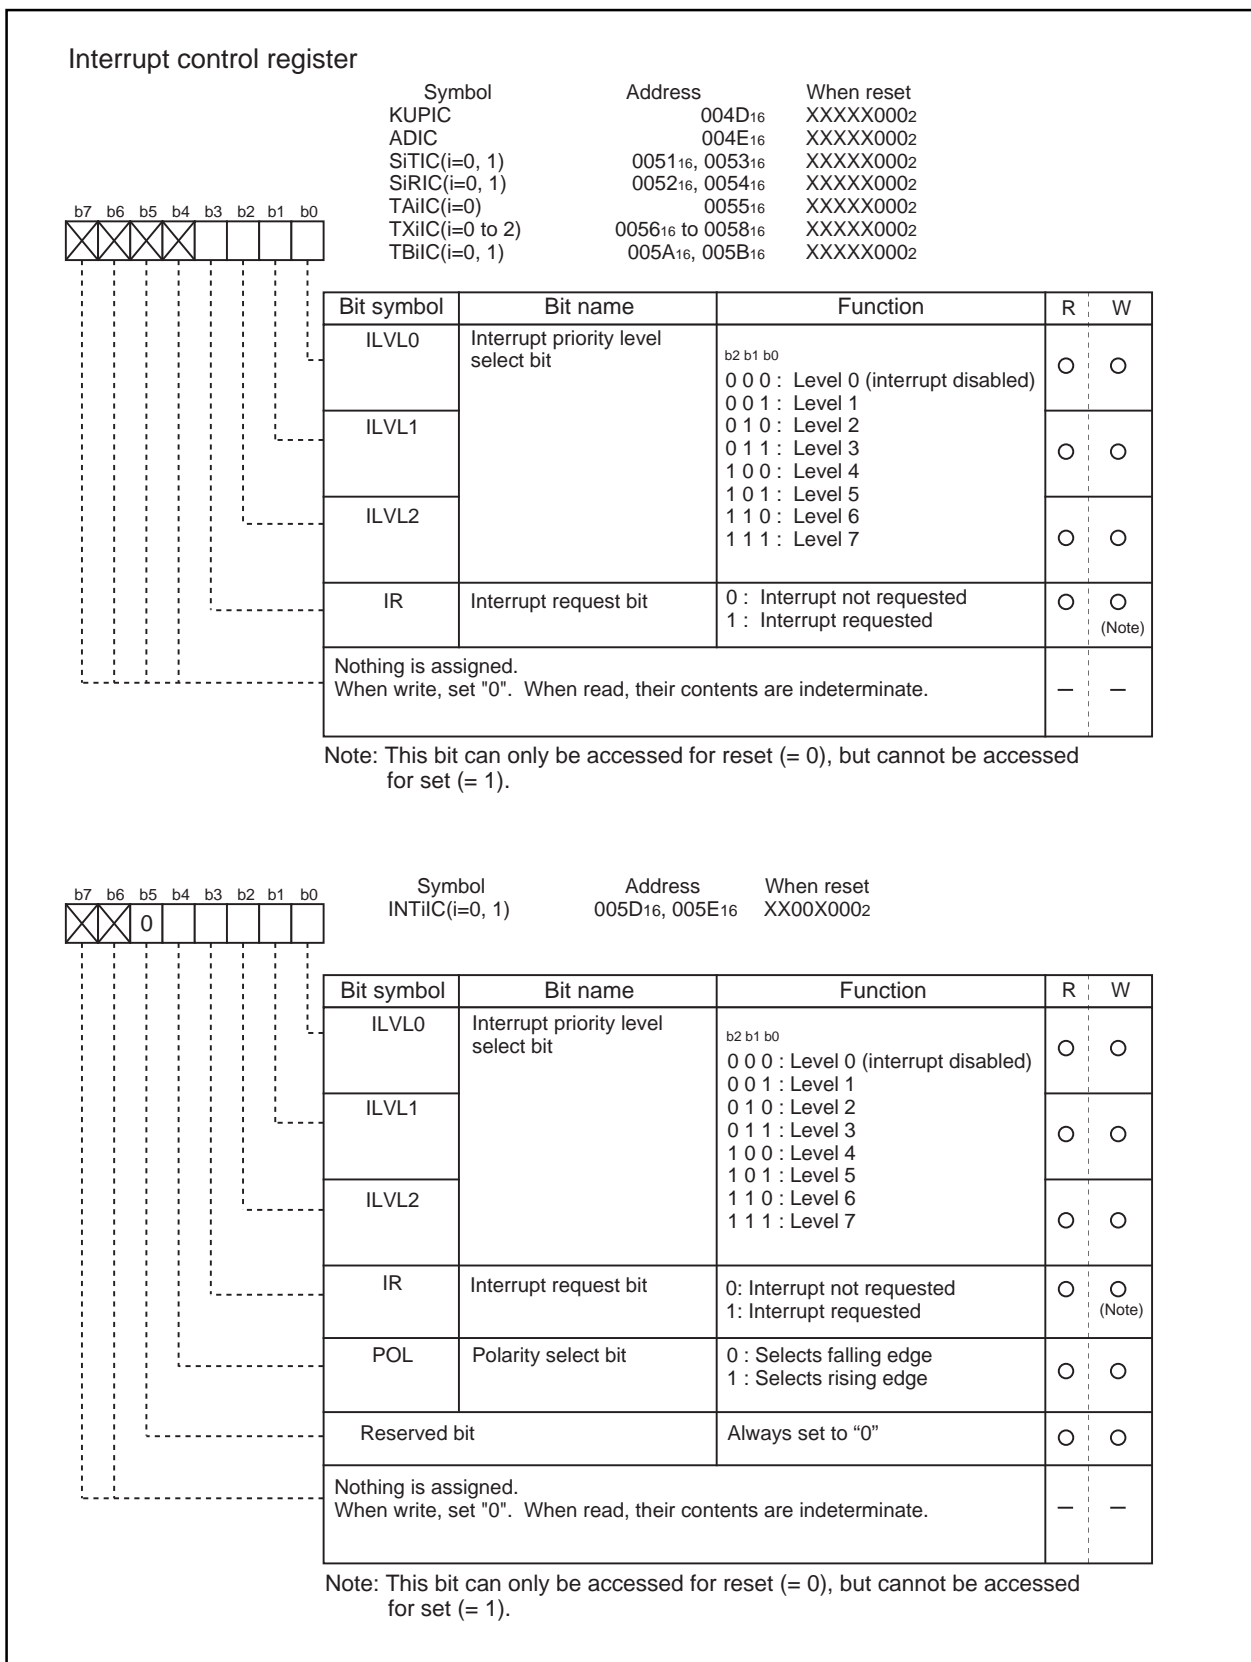 Interrupt control register
Symbol Address When reset
KUPIC 004D16 XXXXX0002
ADIC 004E16 XXXXX0002
SiTIC(i=0, 1) 005116, 005316 XXXXX0002
SiRIC(i=0, 1) 005216, 005416 XXXXX0002
TAiIC(i=0) 005516 XXXXX0002
TXiIC(i=0 to 2) 005616 to 005816 XXXXX0002
TBiIC(i=0, 1) 005A16, 005B16 XXXXX0002
b7 b6 b5 b4 b3 b2 b1 b0
Bit symbol Bit name Function R W
ILVL0 Interrupt priority level
select bit
b2 b1 b0
0 0 0 : Level 0 (interrupt disabled)
0 0 1 : Level 1
ILVL1 0 1 0 : Level 2
0 1 1 : Level 3
1 0 0 : Level 4
1 0 1 : Level 5
ILVL2 1 1 0 : Level 6
1 1 1 : Level 7
IR Interrupt request bit 0 : Interrupt not requested
1 : Interrupt requested
(Note)
Nothing is assigned.
When write, set "0". When read, their contents are indeterminate. – –
Note: This bit can only be accessed for reset (= 0), but cannot be accessed
for set (= 1).
Symbol Address When reset
INTiIC(i=0, 1) 005D16, 005E16 XX00X0002
b7 b6 b5 b4 b3 b2 b1 b0
0
Bit symbol Bit name Function R W
ILVL0 Interrupt priority level
select bit
b2 b1 b0
0 0 0 : Level 0 (interrupt disabled)
0 0 1 : Level 1
ILVL1 0 1 0 : Level 2
0 1 1 : Level 3
1 0 0 : Level 4
1 0 1 : Level 5
ILVL2 1 1 0 : Level 6
1 1 1 : Level 7
IR Interrupt request bit 0: Interrupt not requested
1: Interrupt requested
(Note)
POL Polarity select bit 0 : Selects falling edge
1 : Selects rising edge
Reserved bit Always set to “0”
Nothing is assigned.
When write, set "0". When read, their contents are indeterminate. – –
Note: This bit can only be accessed for reset (= 0), but cannot be accessed
for set (= 1).